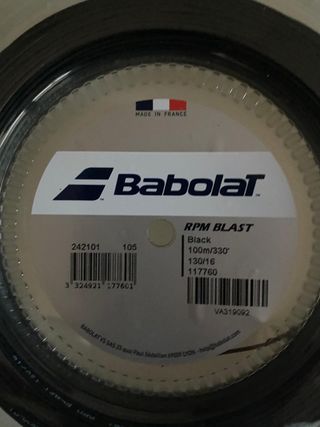 MADE IN FRANCE
BabolaT
RPM BLAST
Black
100m/330'
130/16
117760
242101 105
3 324921 177601
VA319092